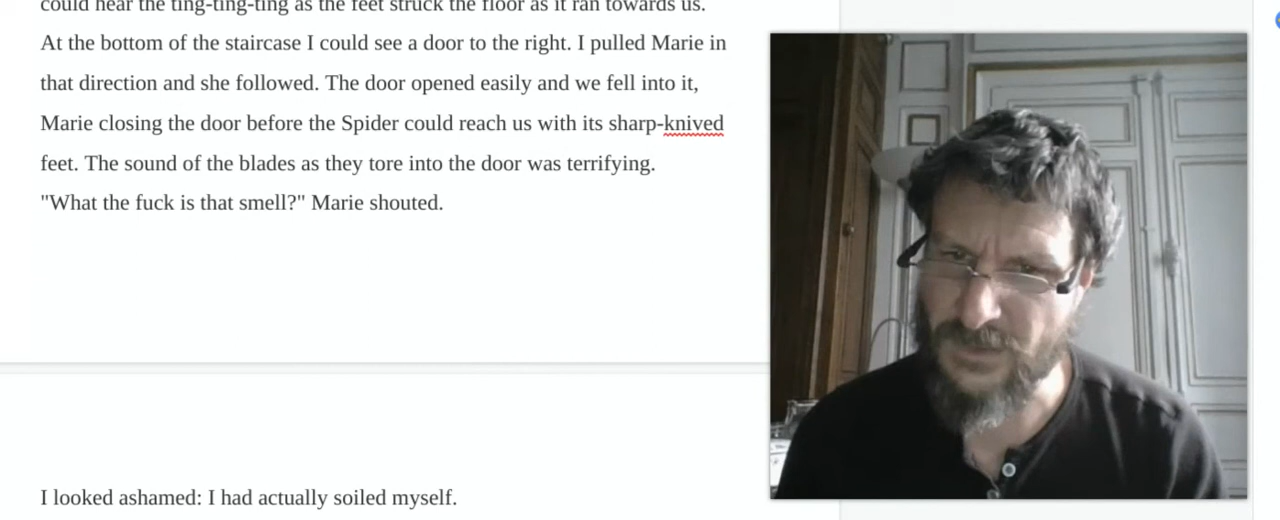 could hear the ting-ting-ting as the feet struck the floor as it ran towards us.
At the bottom of the staircase I could see a door to the right. I pulled Marie in
that direction and she followed. The door opened easily and we fell into it,
Marie closing the door before the Spider could reach us with its sharp-knived
feet. The sound of the blades as they tore into the door was terrifying.
"What the fuck is that smell?" Marie shouted.
I looked ashamed: I had actually soiled myself.